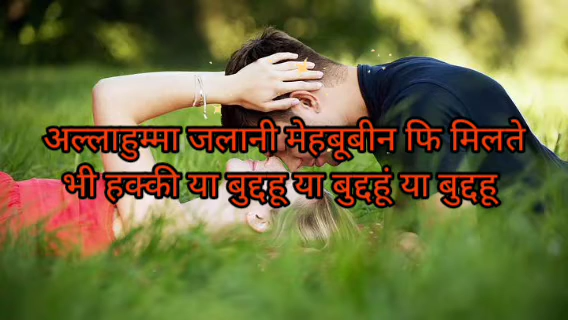 अल्लाहुम्मा जलानी मेहबूबीन फि मिलते
भी हक्की या बुद्दहू या बुद्दहूं या बुद्दहू